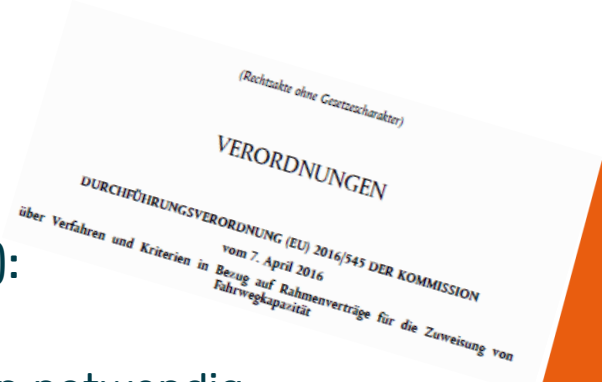 (Rechtsakte ohne Gesetzescharakter)
VERORDNUNGEN
DURCHFÜHRUNGSVERORDNUNG (EU) 2016/545 DER KOMMISSION
vom 7. April 2016
über Verfahren und Kriterien in Bezug auf Rahmenverträge für die Zuweisung von
Fahrwegkapazität
):
notwendig